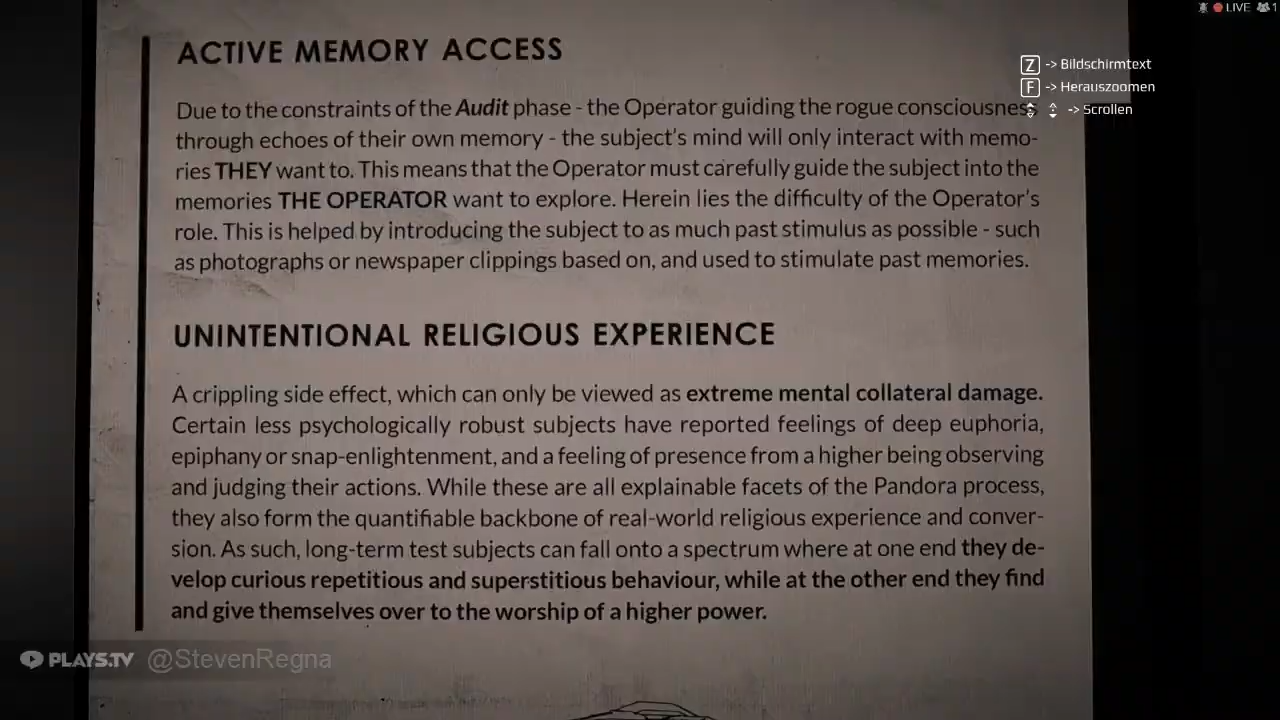 LIVE 1
ACTIVE MEMORY ACCESS
Z -> Bildschirmtext
F -> Herauszoomen
-> Scrollen
Due to the constraints of the Audit phase - the Operator guiding the rogue consciousness
through echoes of their own memory - the subject's mind will only interact with memo-
ries THEY want to. This means that the Operator must carefully guide the subject into the
memories THE OPERATOR want to explore. Herein lies the difficulty of the Operator's
role. This is helped by introducing the subject to as much past stimulus as possible - such
as photographs or newspaper clippings based on, and used to stimulate past memories.
UNINTENTIONAL RELIGIOUS EXPERIENCE
A crippling side effect, which can only be viewed as extreme mental collateral damage.
Certain less psychologically robust subjects have reported feelings of deep euphoria,
epiphany or snap-enlightenment, and a feeling of presence from a higher being observing
and judging their actions. While these are all explainable facets of the Pandora process,
they also form the quantifiable backbone of real-world religious experience and conver-
sion. As such, long-term test subjects can fall onto a spectrum where at one end they de-
velop curious repetitious and superstitious behaviour, while at the other end they find
and give themselves over to the worship of a higher power.
PLAYS.TV @StevenRegna